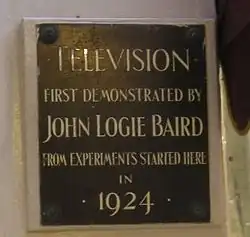 · TELEVISION ·
FIRST DEMONSTRATED BY
JOHN LOGIE BAIRD
FROM EXPERIMENTS STARTED HERE
IN
· 1924 ·